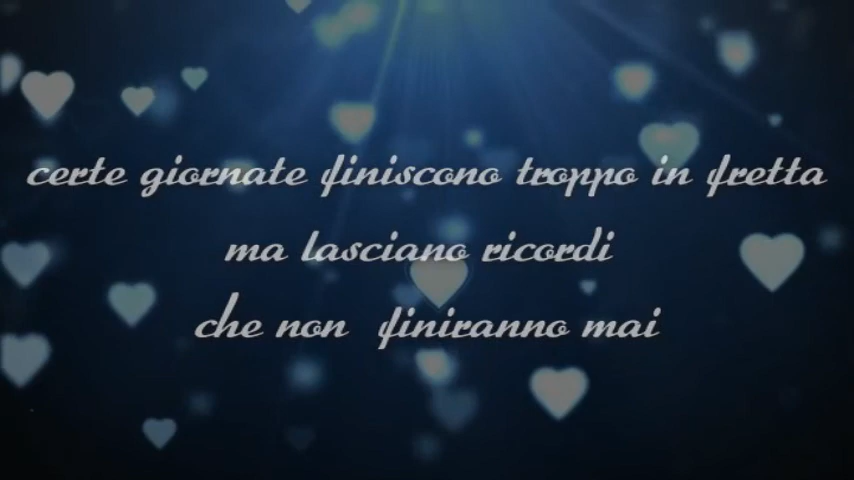 certe giornate finiscono troppo in fretta
ma lasciano ricordi
che non finiranno mai